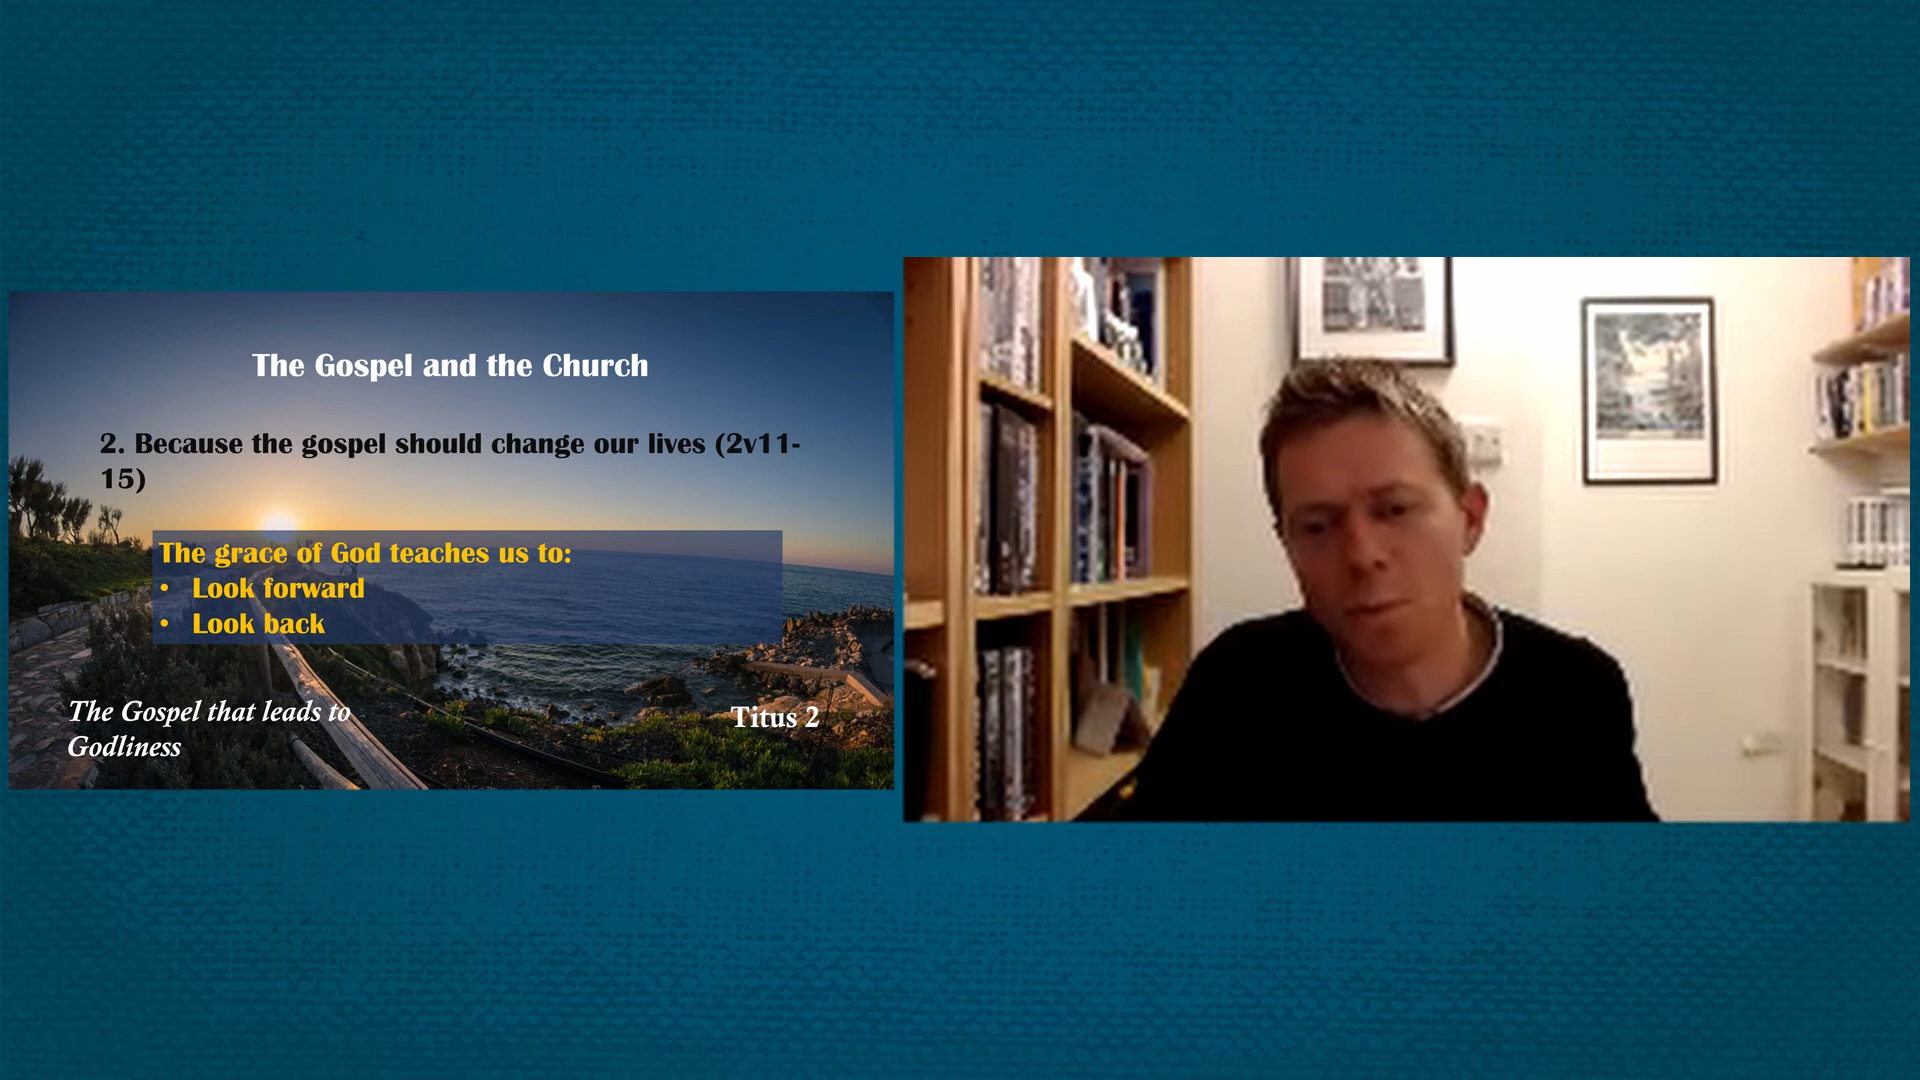 The Gospel and the Church
2. Because the gospel should change our lives (2v11-
15)
The grace of God teaches us to:
• Look forward
• Look back
The Gospel that leads to
Godliness
Titus 2